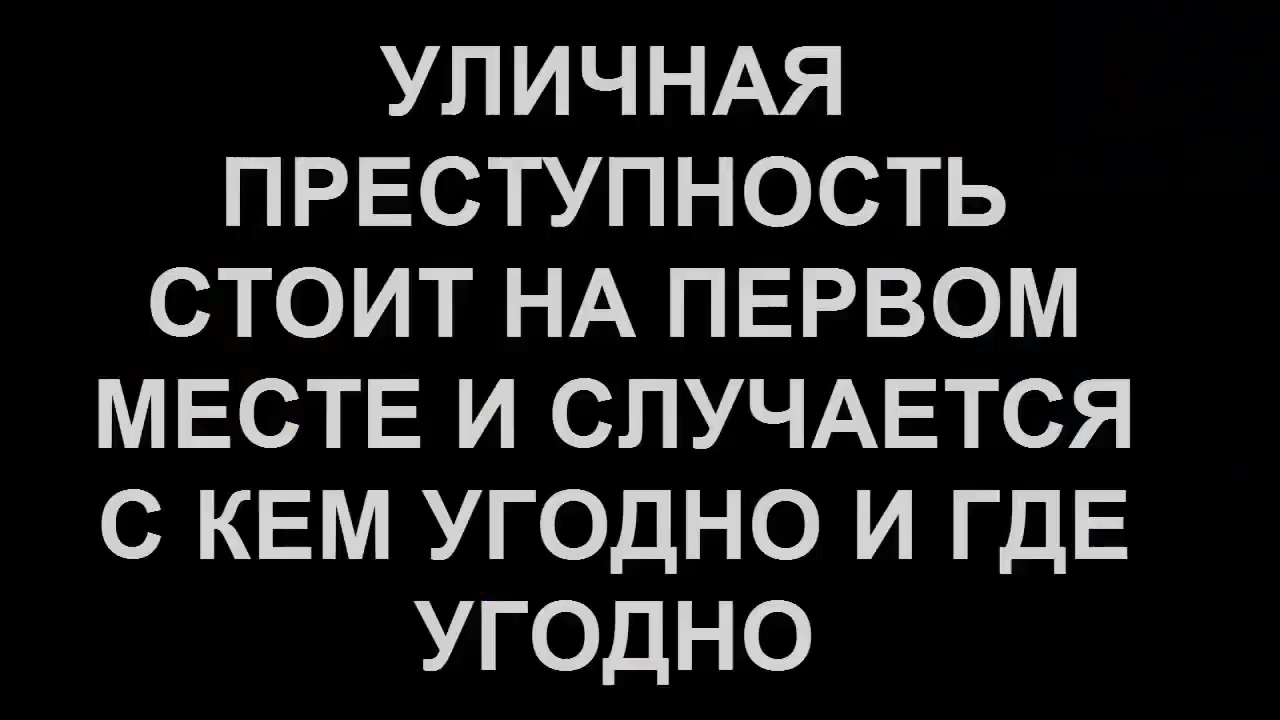 УЛИЧНАЯ
ПРЕСТУПНОСТЬ
СТОИТ НА ПЕРВОМ
МЕСТЕ И СЛУЧАЕТСЯ
С КЕМ УГОДНО И ГДЕ
УГОДНО